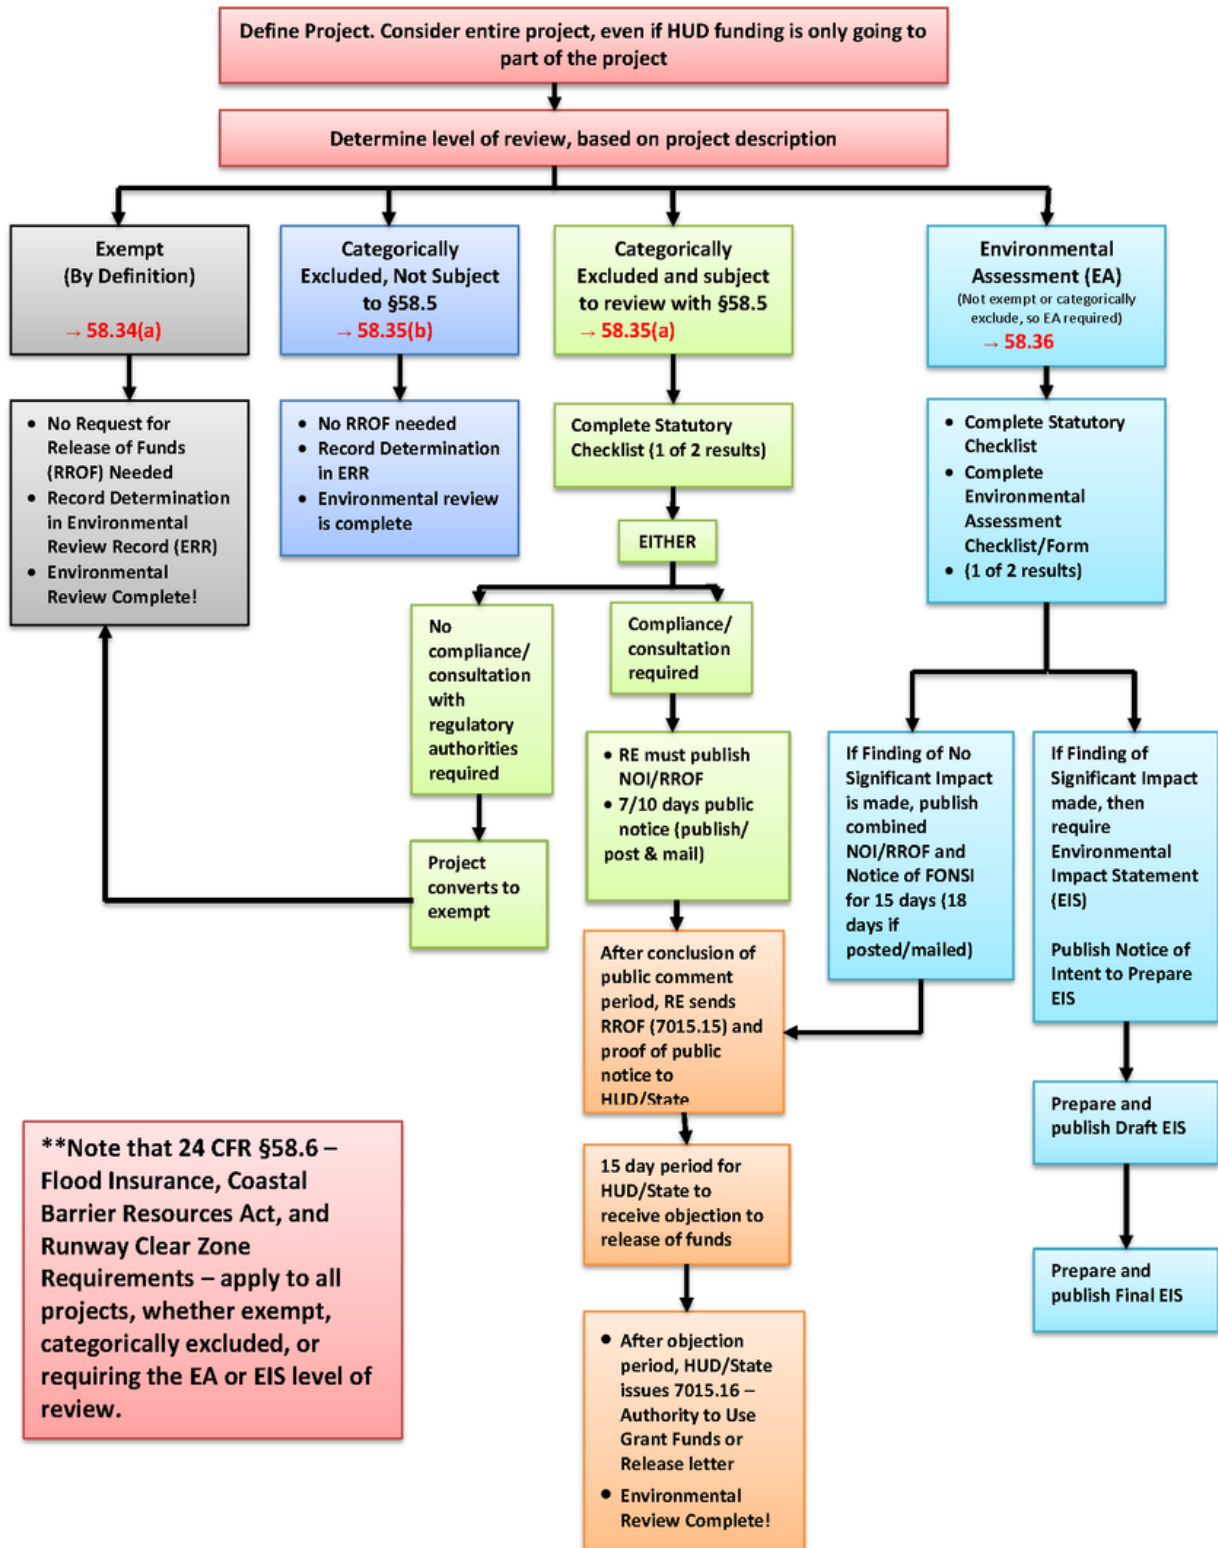 Define Project. Consider entire project, even if HUD funding is only going to
part of the project
Determine level of review, based on project description
Exempt
(By Definition)
→ 58.34(a)
Categorically
Excluded, Not Subject
to §58.5
→ 58.35(b)
Categorically
Excluded and subject
to review with §58.5
→ 58.35(a)
Environmental
Assessment (EA)
(Not exempt or categorically
exclude, so EA required)
→ 58.36
• No Request for
Release of Funds
(RROF) Needed
• Record Determination
in Environmental
Review Record (ERR)
• Environmental
Review Complete!
• No RROF needed
• Record Determination
in ERR
• Environmental review
is complete
Complete Statutory
Checklist (1 of 2 results)
• Complete Statutory
Checklist
• Complete
Environmental
Assessment
Checklist/Form
• (1 of 2 results)
EITHER
No
compliance/
consultation
with
regulatory
authorities
required
Compliance/
consultation
required
Project
converts to
exempt
• RE must publish
NOI/RROF
• 7/10 days public
notice (publish/
post & mail)
If Finding of No
Significant Impact
is made, publish
combined
NOI/RROF and
Notice of FONSI
for 15 days (18
days if
posted/mailed)
If Finding of
Significant Impact
made, then
require
Environmental
Impact Statement
(EIS)
Publish Notice of
Intent to Prepare
EIS
After conclusion of
public comment
period, RE sends
RROF (7015.15) and
proof of public
notice to
HUD/State
Prepare and
publish Draft EIS
15 day period for
HUD/State to
receive objection to
release of funds
Prepare and
publish Final EIS
• After objection
period, HUD/State
issues 7015.16 –
Authority to Use
Grant Funds or
Release letter
• Environmental
Review Complete!
**Note that 24 CFR §58.6 –
Flood Insurance, Coastal
Barrier Resources Act, and
Runway Clear Zone
Requirements – apply to all
projects, whether exempt,
categorically excluded, or
requiring the EA or EIS level of
review.